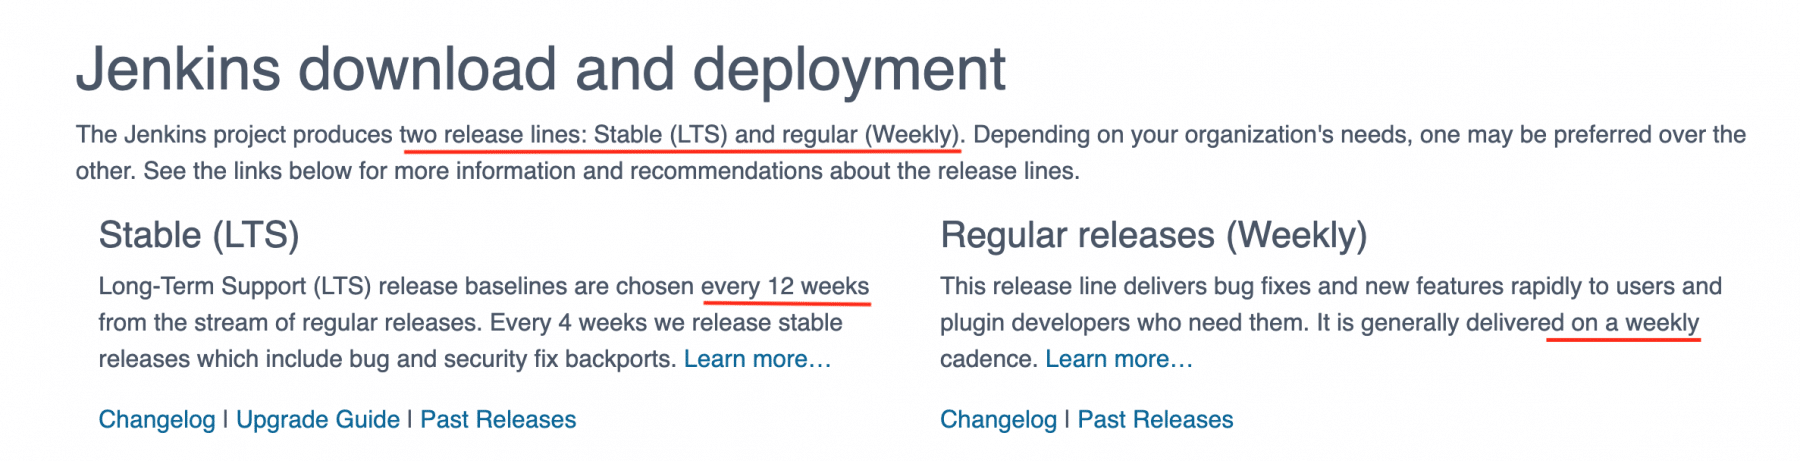 Jenkins download and deployment
The Jenkins project produces two release lines: Stable (LTS) and regular (Weekly). Depending on your organization's needs, one may be preferred over the
other. See the links below for more information and recommendations about the release lines.
Stable (LTS)
Long-Term Support (LTS) release baselines are chosen every 12 weeks
from the stream of regular releases. Every 4 weeks we release stable
releases which include bug and security fix backports. Learn more…
Changelog | Upgrade Guide | Past Releases
Regular releases (Weekly)
This release line delivers bug fixes and new features rapidly to users and
plugin developers who need them. It is generally delivered on a weekly
cadence. Learn more…
Changelog | Past Releases